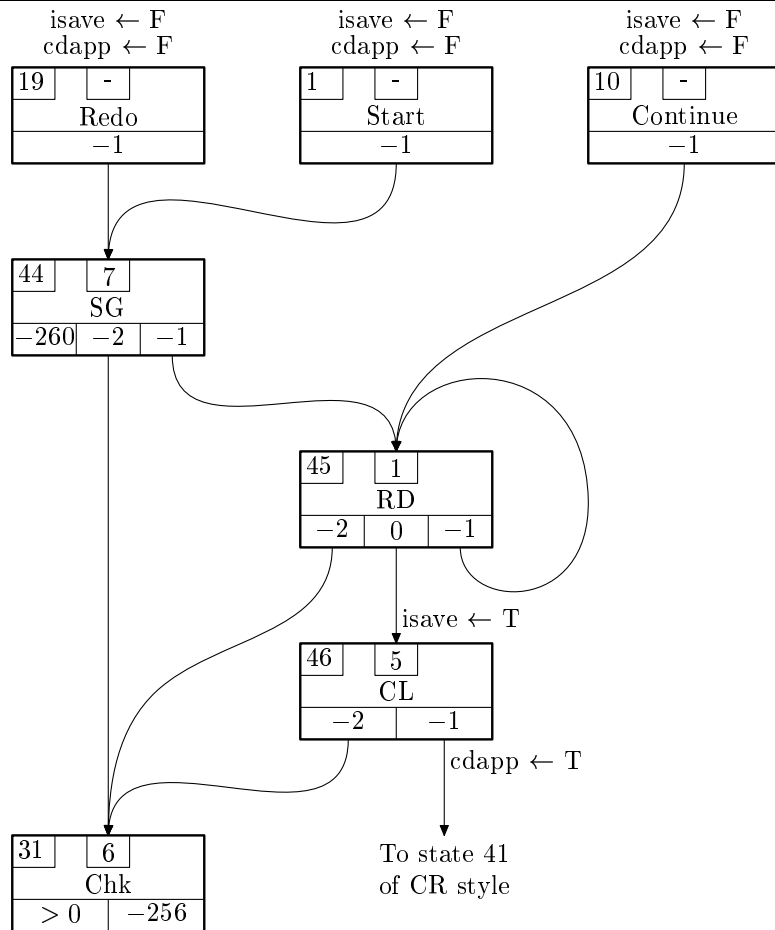 isave ← F
cdapp ← F
isave ← F
cdapp ← F
isave ← F
cdapp ← F
19 -
Redo
−1
1 -
Start
−1
10 -
Continue
−1
44 7
SG
−260 −2 −1
45 1
RD
−2 0 −1
isave ← T
46 5
CL
−2 −1
cdapp ← T
To state 41
of CR style
31 6
Chk
> 0 −256